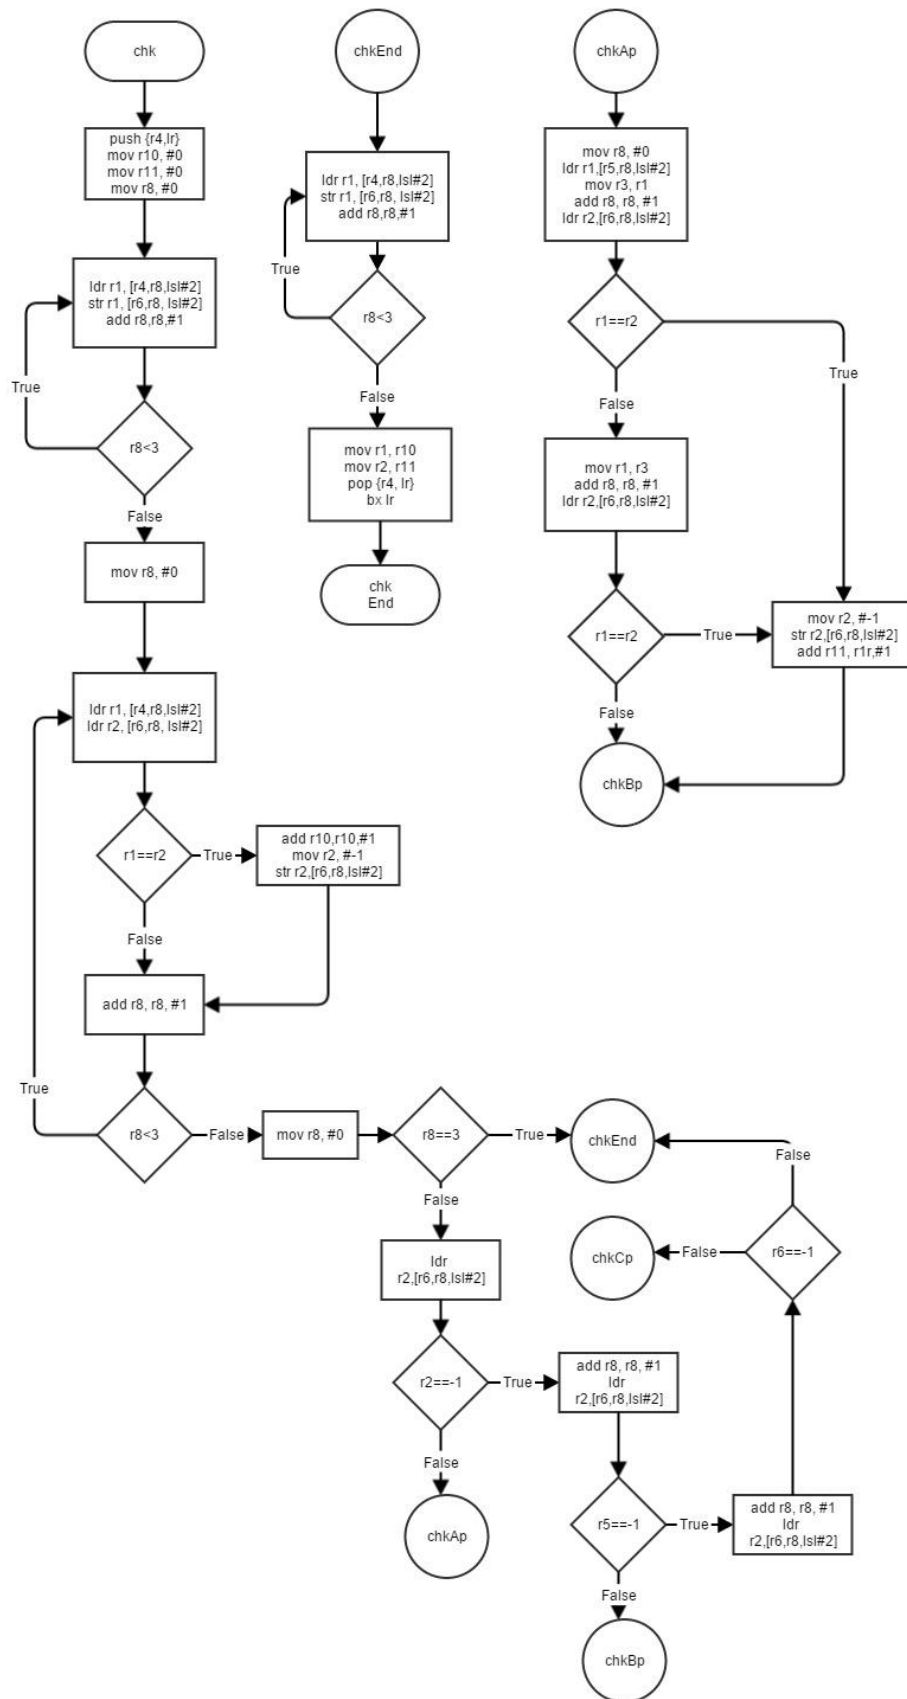 chk
push {r4,lr}
mov r10, #0
mov r11, #0
mov r8, #0
ldr r1, [r4,r8,lsl#2]
str r1, [r6,r8, lsl#2]
add r8,r8,#1
True
r8<3
False
mov r8, #0
ldr r1, [r4,r8,lsl#2]
ldr r2, [r6,r8, lsl#2]
r1==r2
True
add r10,r10,#1
mov r2, #-1
str r2,[r6,r8,lsl#2]
False
add r8, r8, #1
True
r8<3
False
mov r8, #0
r8==3
True
chkEnd
False
ldr
r2,[r6,r8,lsl#2]
r2==-1
True
add r8, r8, #1
ldr
r2,[r6,r8,lsl#2]
False
chkAp
r5==-1
True
add r8, r8, #1
ldr
r2,[r6,r8,lsl#2]
False
chkBp
r6==-1
False
chkCp
False
chkEnd
ldr r1, [r4,r8,lsl#2]
str r1, [r6,r8, lsl#2]
add r8,r8,#1
True
r8<3
False
mov r1, r10
mov r2, r11
pop {r4, lr}
bx lr
chk
End
chkAp
mov r8, #0
ldr r1,[r5,r8,lsl#2]
mov r3, r1
add r8, r8, #1
ldr r2,[r6,r8,lsl#2]
r1==r2
True
False
mov r1, r3
add r8, r8, #1
ldr r2,[r6,r8,lsl#2]
r1==r2
True
mov r2, #-1
str r2,[r6,r8,lsl#2]
add r11, r1r,#1
False
chkBp